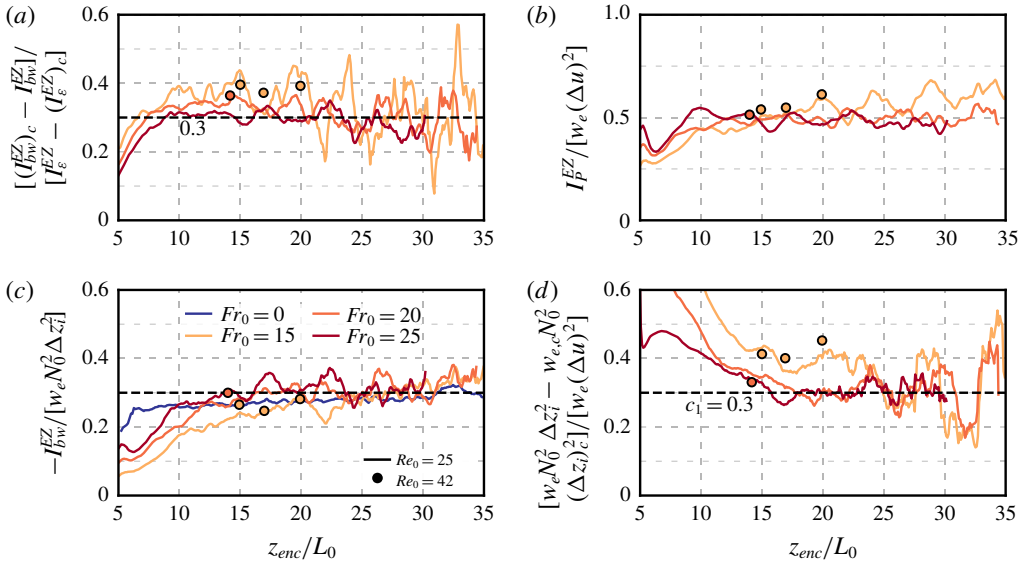 (a)
[(I_{bw}^{EZ})_c − I_{bw}^{EZ}]/
[I_ε^{EZ} − (I_ε^{EZ})_c]
0.6
0.4
0.2
0
0.3
5 10 15 20 25 30 35
(b)
I_P^{EZ}/[w_e(Δu)^2]
1.0
0.5
0
5 10 15 20 25 30 35
(c)
−I_{bw}^{EZ}/[w_e N_0^2 Δz_i^2]
0.6
0.4
0.2
0
Fr_0 = 0
Fr_0 = 20
Fr_0 = 15
Fr_0 = 25
Re_0 = 25
Re_0 = 42
5 10 15 20 25 30 35
z_{enc}/L_0
(d)
[w_e N_0^2 Δz_i^2 − w_{e,c} N_0^2
(Δz_i)_c^2]/[w_e(Δu)^2]
0.6
0.4
0.2
0
c_1 = 0.3
5 10 15 20 25 30 35
z_{enc}/L_0